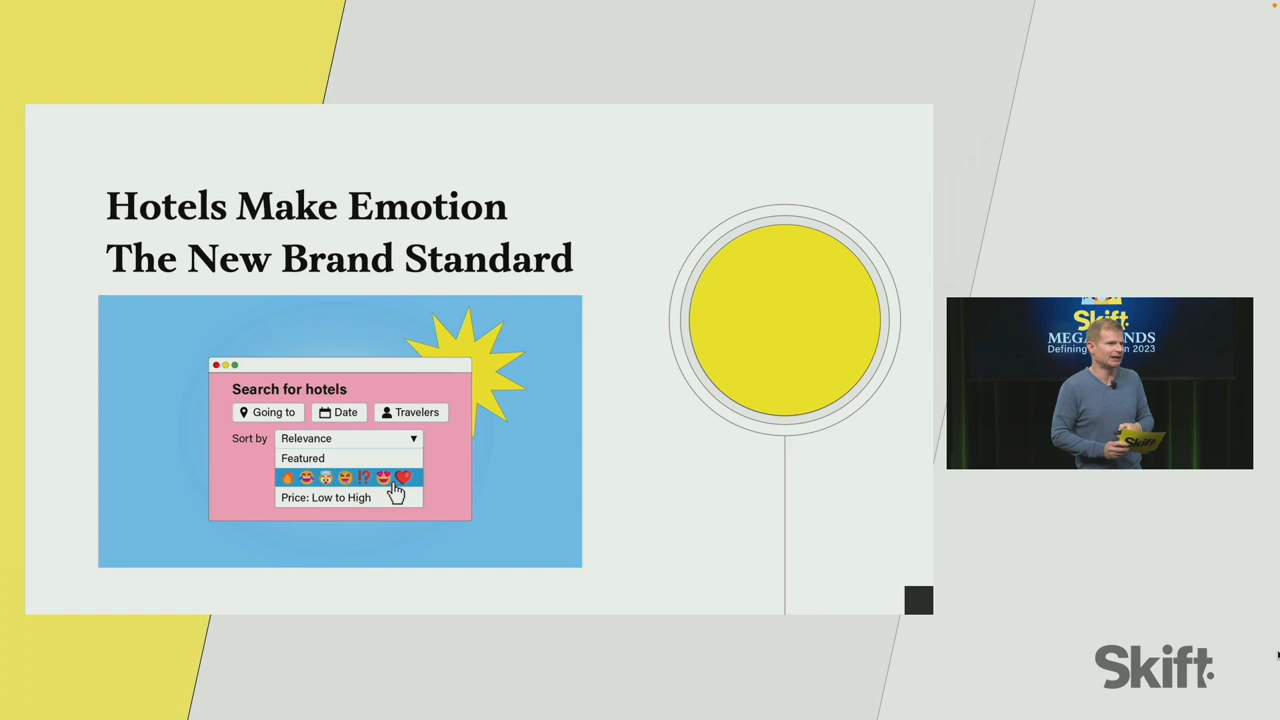 Hotels Make Emotion
The New Brand Standard
Search for hotels
Going to
Date
Travelers
Sort by
Relevance
Featured
Price: Low to High
Skift.
MEGA
NDS
Defining
n 2023
Skift
Skift.